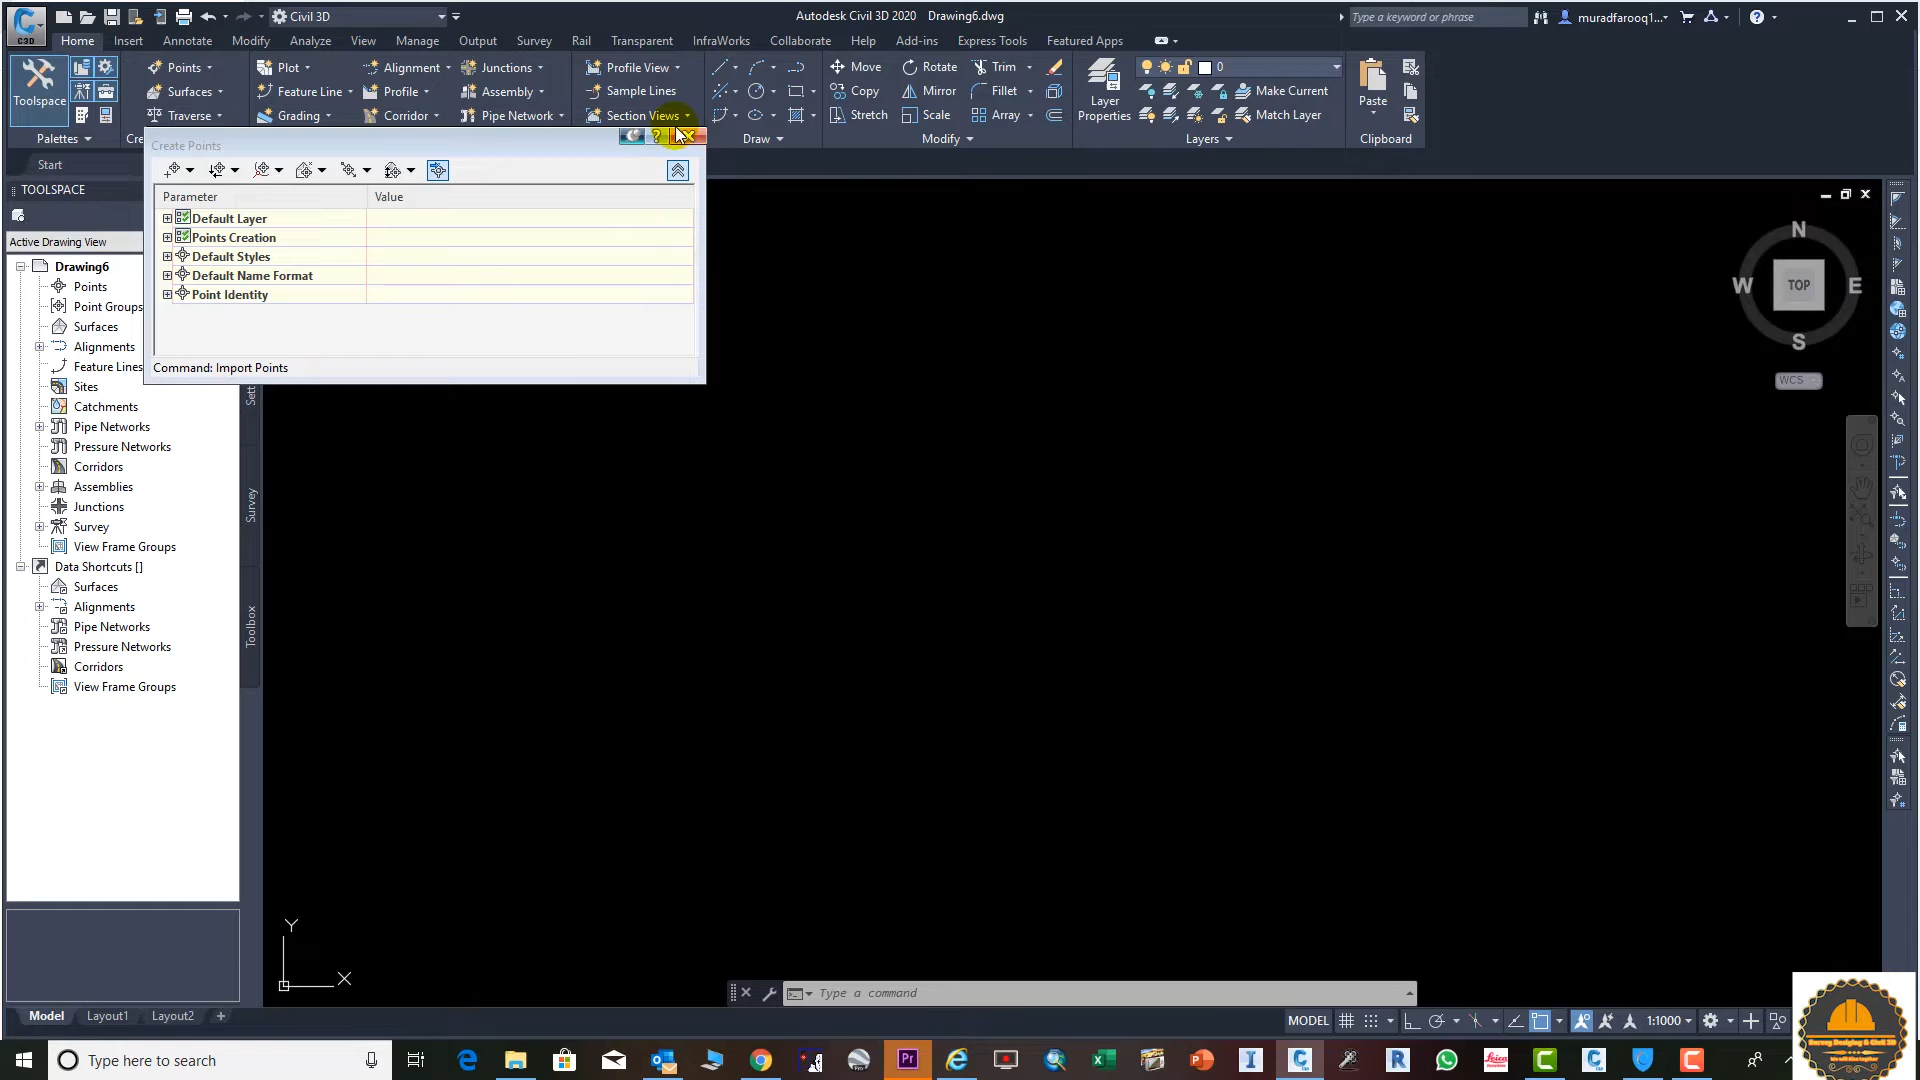 Civil 3D
Autodesk Civil 3D 2020 Drawing6.dwg
Type a keyword or phrase
muradfarooq1...
C3D
Home Insert Annotate Modify Analyze View Manage Output Survey Rail Transparent InfraWorks Collaborate Help Add-ins Express Tools Featured Apps
Points Plot Alignment Junctions Profile View Move Rotate Trim 0
Toolspace Surfaces Feature Line Profile Assembly Sample Lines Copy Mirror Fillet Layer Properties Make Current Paste
Traverse Grading Corridor Pipe Network Section Views Stretch Scale Array Match Layer
Palettes Draw Modify Layers Clipboard
Create Points
Start
TOOLSPACE
Parameter Value
Default Layer
Points Creation
Default Styles
Default Name Format
Point Identity
Command: Import Points
Active Drawing View
Drawing6
Points
Point Groups
Surfaces
Alignments
Feature Lines
Sites
Catchments
Pipe Networks
Pressure Networks
Corridors
Assemblies
Junctions
Survey
View Frame Groups
Data Shortcuts []
Surfaces
Alignments
Pipe Networks
Pressure Networks
Corridors
View Frame Groups
Survey
Toolbox
N
W TOP E
S
WCS
Y
X
Type a command
Model Layout1 Layout2
MODEL 1:1000
Type here to search
Survey Designing & Civil 3D